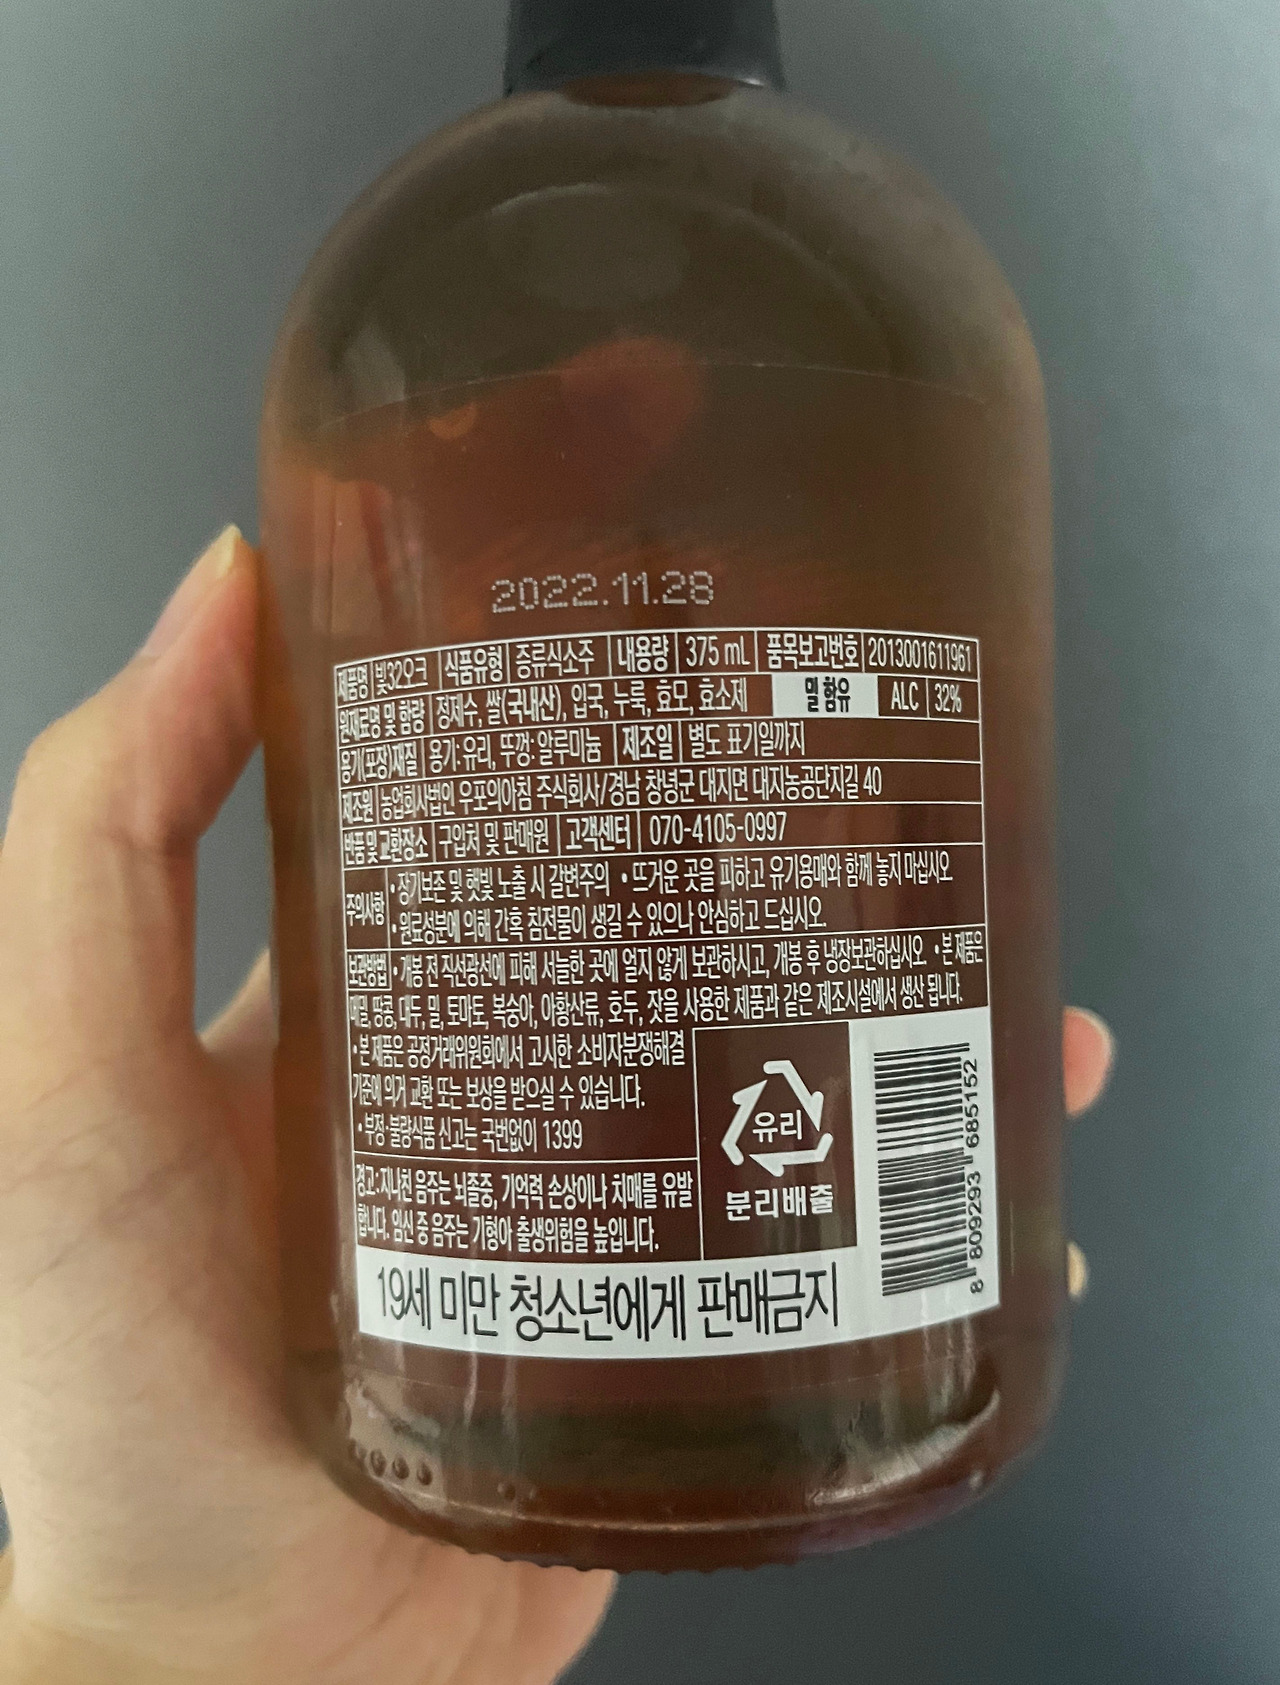 2022.11.28
제품명 빛32오크 식품유형 증류식소주 내용량 375 mL 품목보고번호 2013001611961
원재료명 및 함량 정제수, 쌀(국내산), 입국, 누룩, 효모, 효소제 밀 함유 ALC 32%
용기(포장)재질 용기: 유리, 뚜껑: 알루미늄 제조일 별도 표기일까지
제조원 농업회사법인 우포의아침 주식회사/경남 창녕군 대지면 대지농공단지길 40
반품 및 교환장소 구입처 및 판매원 고객센터 070-4105-0997
주의사항 • 장기보존 및 햇빛 노출 시 갈변주의 • 뜨거운 곳을 피하고 유기용매와 함께 놓지 마십시오
• 원료성분에 의해 간혹 침전물이 생길 수 있으나 안심하고 드십시오.
보관방법 • 개봉 전 직선광선에 피해 서늘한 곳에 얼지 않게 보관하시고, 개봉 후 냉장보관하십시오. • 본 제품은
메밀, 땅콩, 대두, 밀, 토마토, 복숭아, 아황산류, 호두, 잣을 사용한 제품과 같은 제조시설에서 생산 됩니다.
• 본 제품은 공정거래위원회에서 고시한 소비자분쟁해결
기준에 의거 교환 또는 보상을 받으실 수 있습니다.
• 부정·불량식품 신고는 국번없이 1399
경고: 지나친 음주는 뇌졸중, 기억력 손상이나 치매를 유발
합니다. 임신 중 음주는 기형아 출생위험을 높입니다.
유리
분리배출
8 809293 685152
19세 미만 청소년에게 판매금지